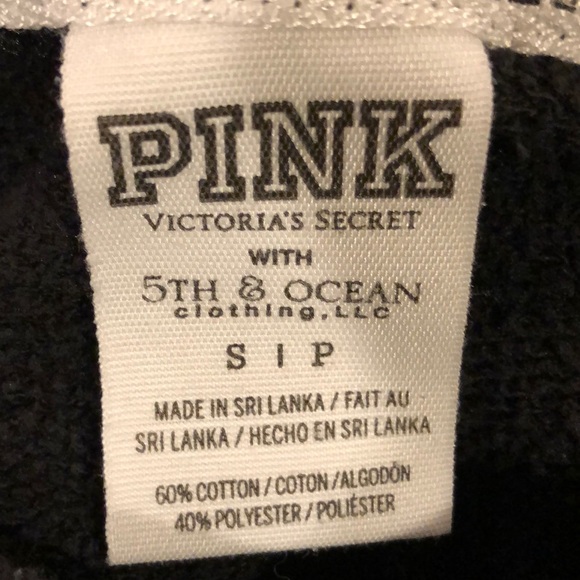 PINK
VICTORIA'S SECRET
WITH
5TH & OCEAN
clothing, LLC
S | P
MADE IN SRI LANKA / FAIT AU
SRI LANKA / HECHO EN SRI LANKA
60% COTTON / COTON / ALGODÓN
40% POLYESTER / POLIÉSTER